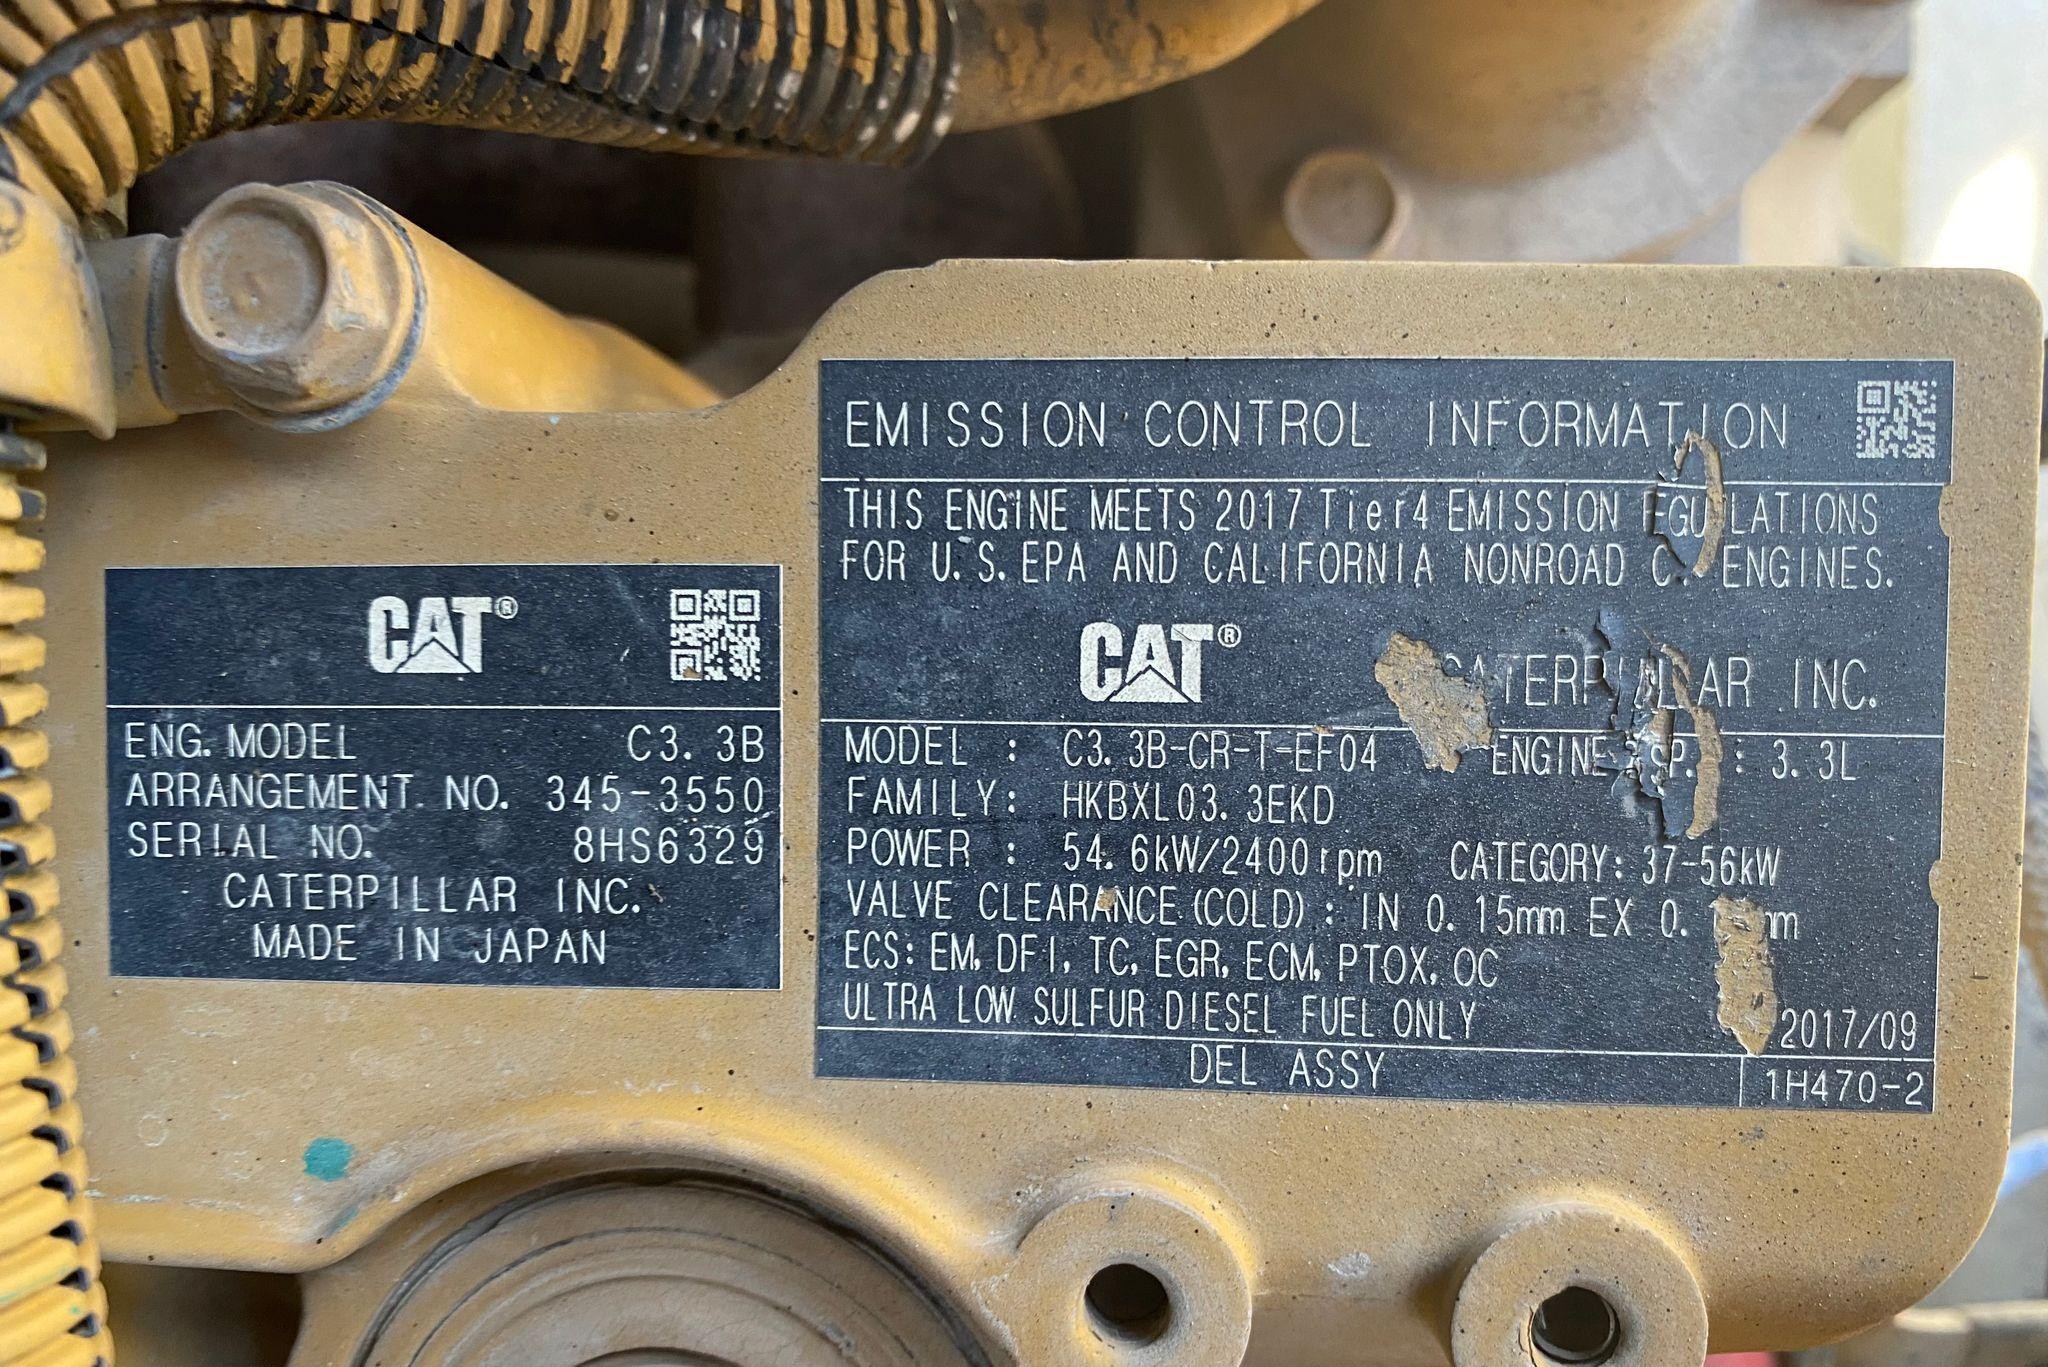 CAT®
ENG. MODEL C3.3B
ARRANGEMENT NO. 345-3550
SERIAL NO. 8HS6329
CATERPILLAR INC.
MADE IN JAPAN
EMISSION CONTROL INFORMATION
THIS ENGINE MEETS 2017 Tier4 EMISSION
FOR U.S.EPA AND CALIFORNIA NONROAD ENGINES.
CAT® CATERPILLAR INC.
MODEL : C3.3B-CR-T-EF04 ENGINE : 3.3L
FAMILY: HKBXL03.3EKD
POWER : 54.6kW/2400rpm CATEGORY: 37-56kW
VALVE CLEARANCE (COLD): IN 0.15mm EX
ECS: EM, DFI, TC, EGR, ECM, PTOX, OC
ULTRA LOW SULFUR DIESEL FUEL ONLY 2017/09
DEL ASSY 1H470-2